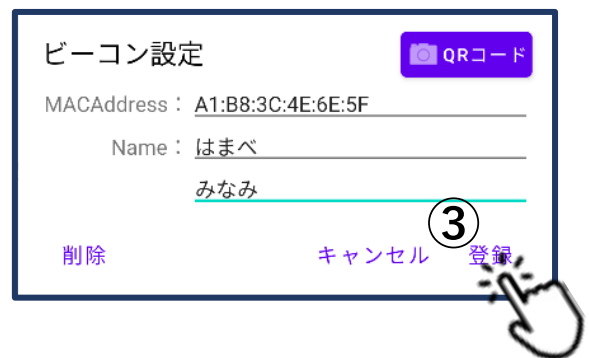 ビーコン設定
QRコード
MACAddress： A1:B8:3C:4E:6E:5F
Name： はまべ
みなみ
③
削除 キャンセル 登録